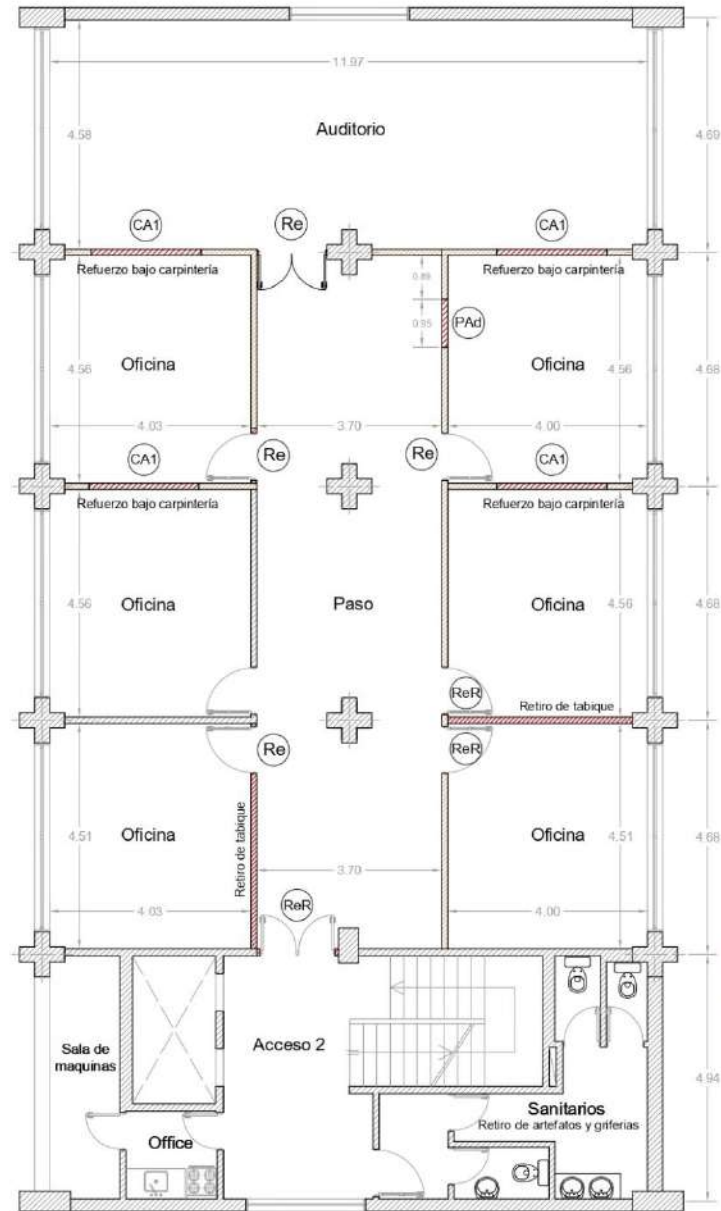 11.97
4.58
Auditorio
4.69
CA1
Re
CA1
Refuerzo bajo carpintería
Refuerzo bajo carpintería
0.89
0.95
PAd
4.56
Oficina
Oficina
4.56
4.68
4.03
3.70
4.00
CA1
Re
Re
CA1
Refuerzo bajo carpintería
Refuerzo bajo carpintería
4.56
Oficina
Paso
Oficina
4.56
4.68
ReR
Retiro de tabique
Re
ReR
4.51
Oficina
Retiro de tabique
Oficina
4.51
4.68
3.70
4.03
ReR
4.00
Sala de
maquinas
Acceso 2
4.94
Office
Sanitarios
Retiro de artefatos y griferias